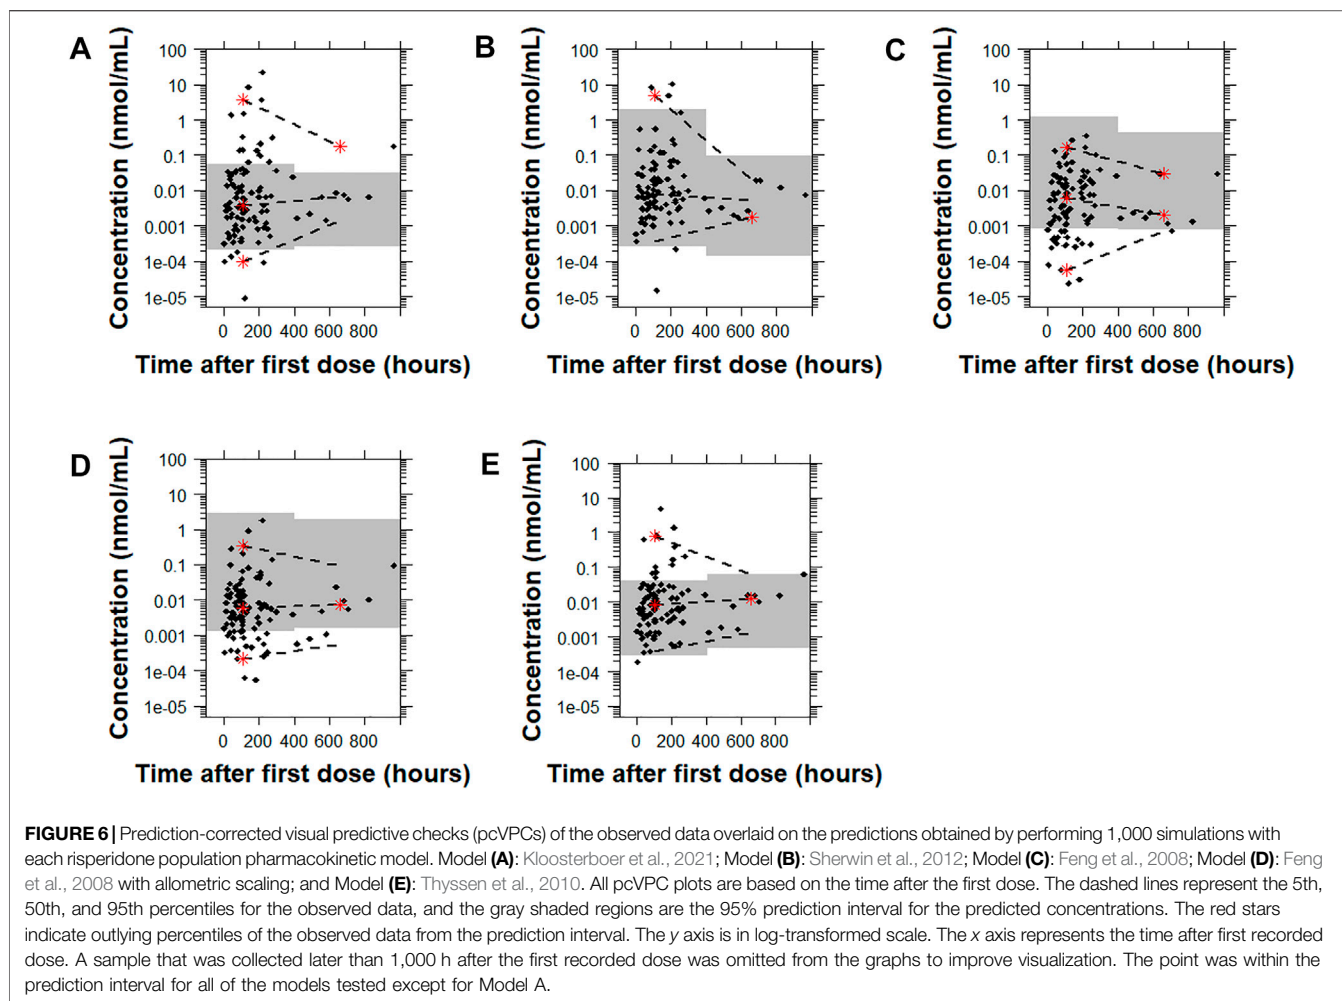 A
B
C
Concentration (nmol/mL)
100
10
1
0.1
0.01
0.001
1e-04
1e-05
0 200 400 600 800
Time after first dose (hours)
Concentration (nmol/mL)
100
10
1
0.1
0.01
0.001
1e-04
1e-05
0 200 400 600 800
Time after first dose (hours)
Concentration (nmol/mL)
100
10
1
0.1
0.01
0.001
1e-04
1e-05
0 200 400 600 800
Time after first dose (hours)
D
E
Concentration (nmol/mL)
100
10
1
0.1
0.01
0.001
1e-04
1e-05
0 200 400 600 800
Time after first dose (hours)
Concentration (nmol/mL)
100
10
1
0.1
0.01
0.001
1e-04
1e-05
0 200 400 600 800
Time after first dose (hours)
FIGURE 6 | Prediction-corrected visual predictive checks (pcVPCs) of the observed data overlaid on the predictions obtained by performing 1,000 simulations with
each risperidone population pharmacokinetic model. Model (A): Kloosterboer et al., 2021; Model (B): Sherwin et al., 2012; Model (C): Feng et al., 2008; Model (D): Feng
et al., 2008 with allometric scaling; and Model (E): Thyssen et al., 2010. All pcVPC plots are based on the time after the first dose. The dashed lines represent the 5th,
50th, and 95th percentiles for the observed data, and the gray shaded regions are the 95% prediction interval for the predicted concentrations. The red stars
indicate outlying percentiles of the observed data from the prediction interval. The y axis is in log-transformed scale. The x axis represents the time after first recorded
dose. A sample that was collected later than 1,000 h after the first recorded dose was omitted from the graphs to improve visualization. The point was within the
prediction interval for all of the models tested except for Model A.